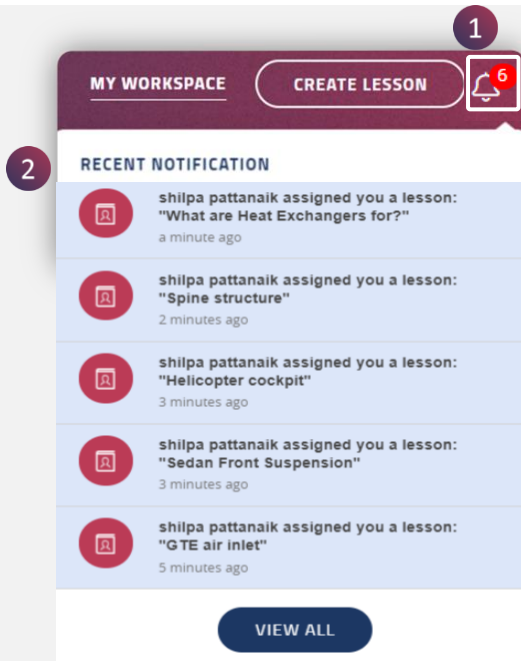 1
MY WORKSPACE CREATE LESSON 6
2
RECENT NOTIFICATION
shilpa pattanaik assigned you a lesson:
"What are Heat Exchangers for?"
a minute ago
shilpa pattanaik assigned you a lesson:
"Spine structure"
2 minutes ago
shilpa pattanaik assigned you a lesson:
"Helicopter cockpit"
3 minutes ago
shilpa pattanaik assigned you a lesson:
"Sedan Front Suspension"
3 minutes ago
shilpa pattanaik assigned you a lesson:
"GTE air inlet"
5 minutes ago
VIEW ALL